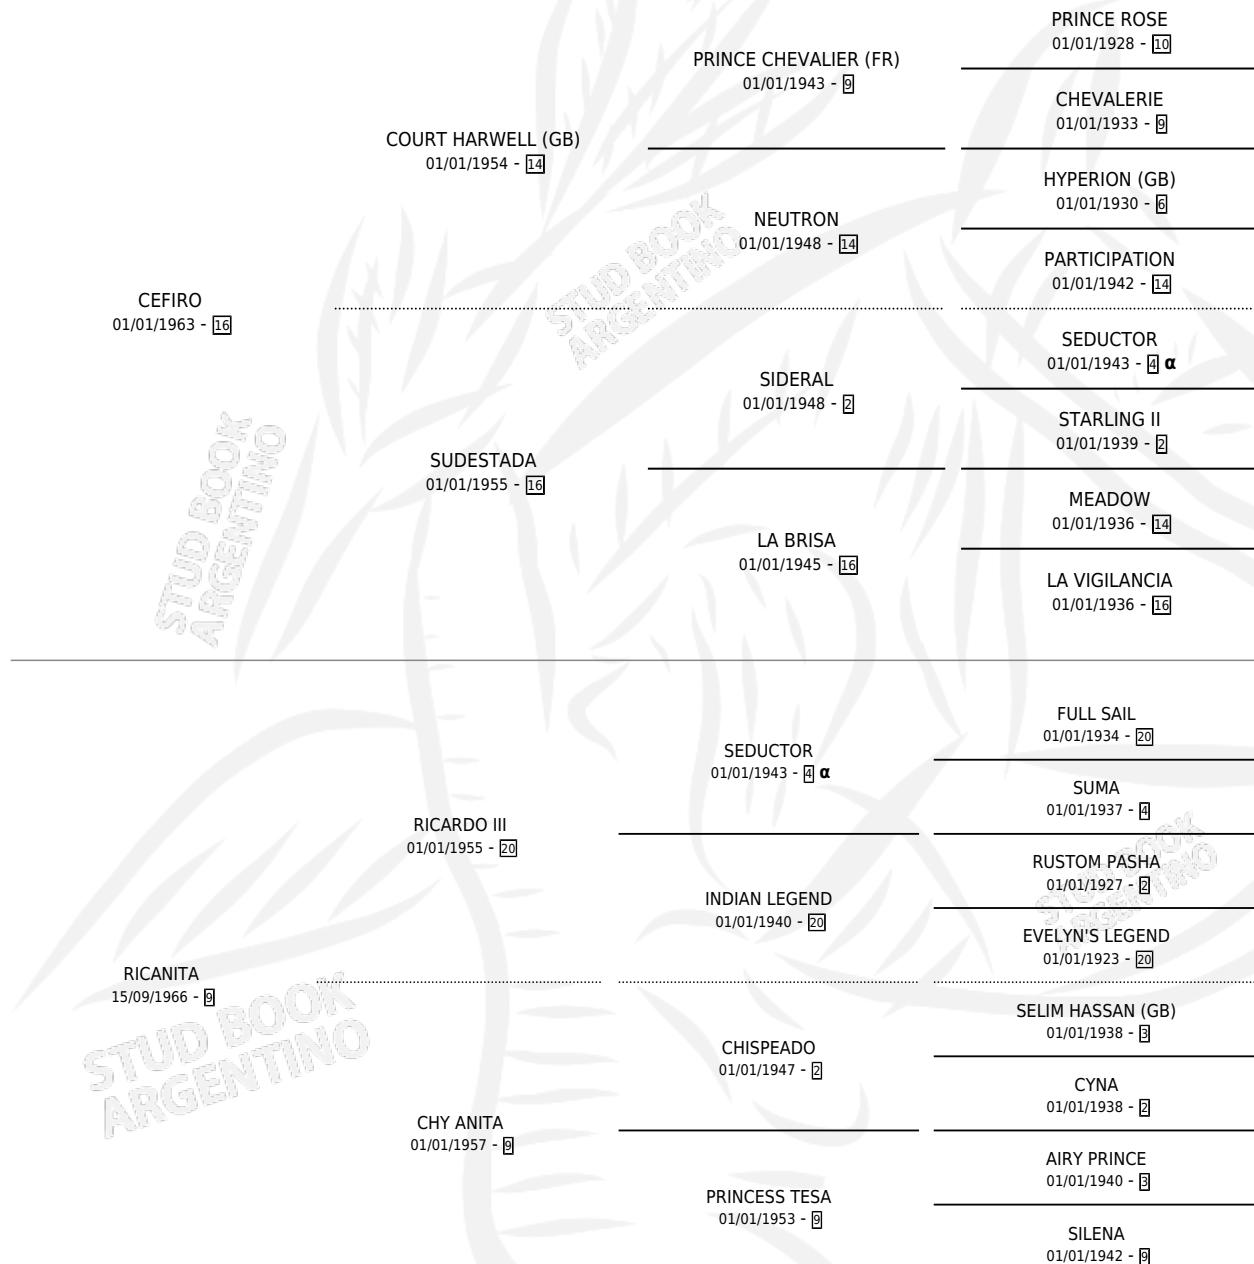 PRINCE ROSE
01/01/1928 - 10
PRINCE CHEVALIER (FR)
01/01/1943 - 9
CHEVALERIE
01/01/1933 - 9
COURT HARWELL (GB)
01/01/1954 - 14
HYPERION (GB)
01/01/1930 - 6
NEUTRON
01/01/1948 - 14
PARTICIPATION
01/01/1942 - 14
CEFIRO
01/01/1963 - 16
SEDUCTOR
01/01/1943 - 4 α
SIDERAL
01/01/1948 - 2
STARLING II
01/01/1939 - 2
SUDESTADA
01/01/1955 - 16
MEADOW
01/01/1936 - 14
LA BRISA
01/01/1945 - 16
LA VIGILANCIA
01/01/1936 - 16
FULL SAIL
01/01/1934 - 20
SEDUCTOR
01/01/1943 - 4 α
SUMA
01/01/1937 - 4
RICARDO III
01/01/1955 - 20
RUSTOM PASHA
01/01/1927 - 2
INDIAN LEGEND
01/01/1940 - 20
EVELYN'S LEGEND
01/01/1923 - 20
RICANITA
15/09/1966 - 9
SELIM HASSAN (GB)
01/01/1938 - 3
CHISPEADO
01/01/1947 - 2
CYNA
01/01/1938 - 2
CHY ANITA
01/01/1957 - 9
AIRY PRINCE
01/01/1940 - 3
PRINCESS TESA
01/01/1953 - 9
SILENA
01/01/1942 - 9
STUD BOOK
ARGENTINO
STUD BOOK
ARGENTINO
STUD BOOK
ARGENTINO
STUD BOOK
ARGENTINO